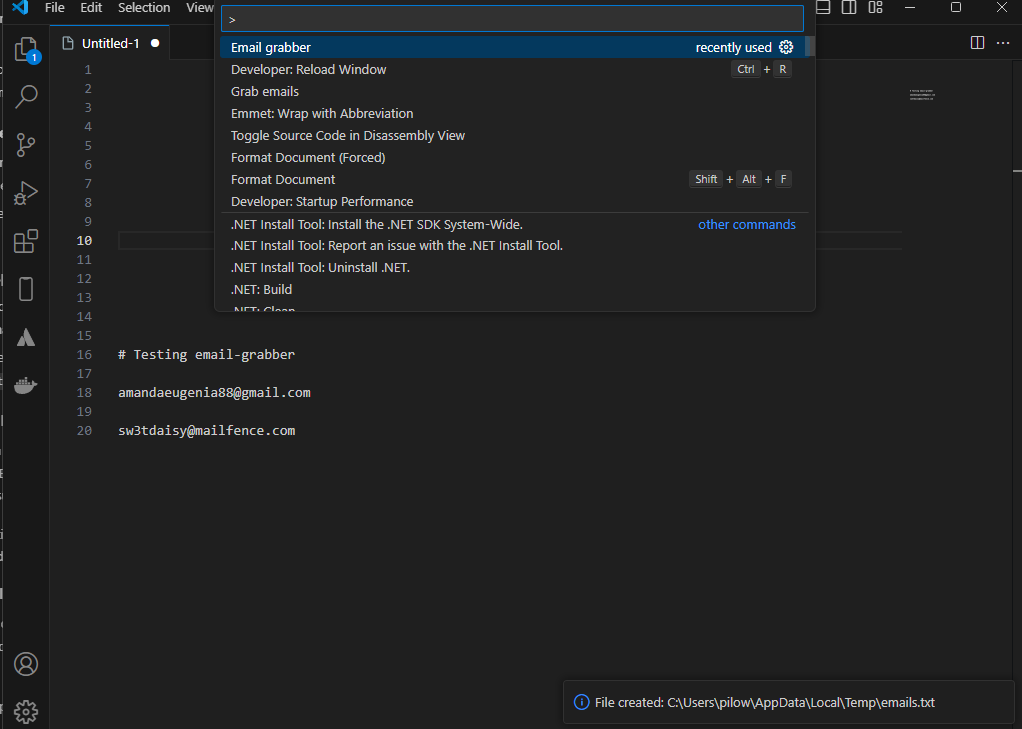 File Edit Selection View
>
Untitled-1
Email grabber recently used
Developer: Reload Window Ctrl + R
Grab emails
Emmet: Wrap with Abbreviation
Toggle Source Code in Disassembly View
Format Document (Forced)
Format Document Shift + Alt + F
Developer: Startup Performance
.NET Install Tool: Install the .NET SDK System-Wide. other commands
.NET Install Tool: Report an issue with the .NET Install Tool.
.NET Install Tool: Uninstall .NET.
.NET: Build
.NET: Clean
1
1
2
3
4
5
6
7
8
9
10
11
12
13
14
15
16 # Testing email-grabber
17
18 amandaeugenia88@gmail.com
19
20 sw3tdaisy@mailfence.com
File created: C:\Users\pilow\AppData\Local\Temp\emails.txt